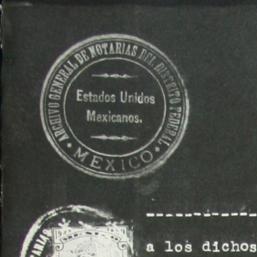 ARCHIVO GENERAL DE NOTARIAS DEL DISTRITO FEDERAL
Estados Unidos
Mexicanos.
• MEXICO •
a los dichos